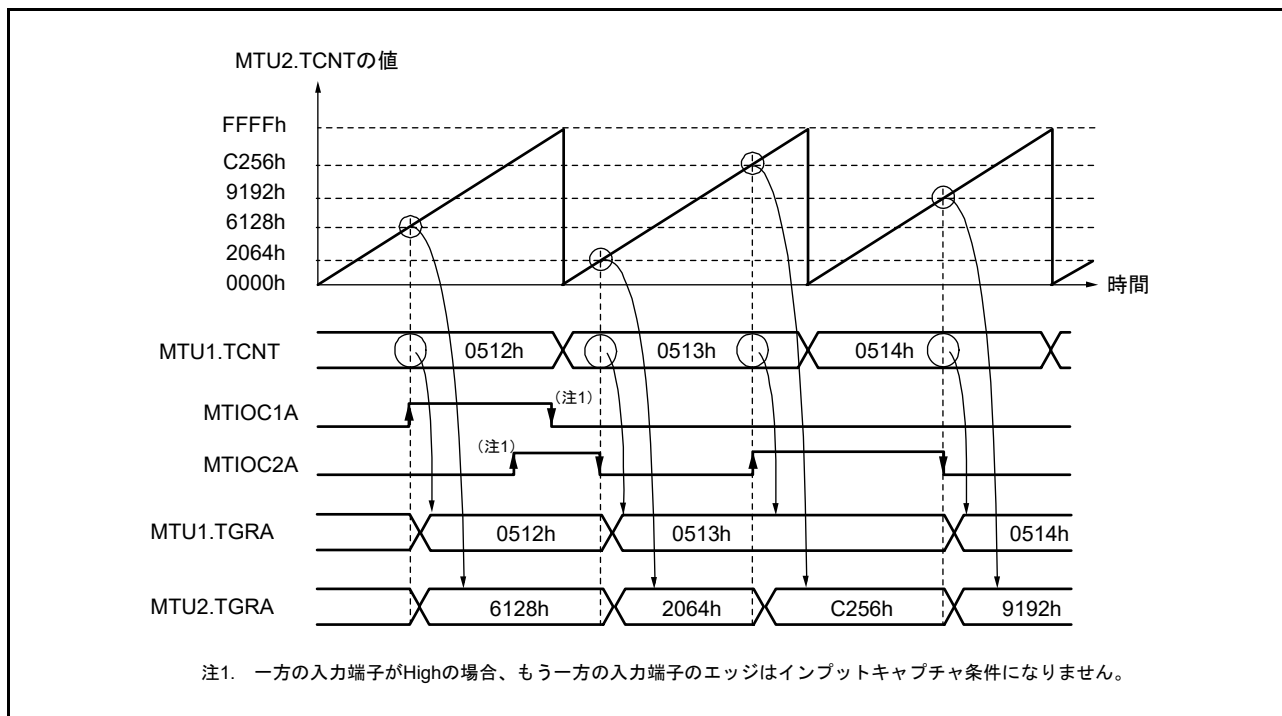 MTU2.TCNTの値
FFFFh
C256h
9192h
6128h
2064h
0000h
時間
MTU1.TCNT
0512h
0513h
0514h
MTIOC1A
（注1）
MTIOC2A
（注1）
MTU1.TGRA
0512h
0513h
0514h
MTU2.TGRA
6128h
2064h
C256h
9192h
注1. 一方の入力端子がHighの場合、もう一方の入力端子のエッジはインプットキャプチャ条件になりません。